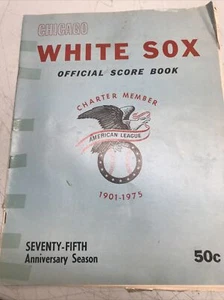 CHICAGO
WHITE SOX
OFFICIAL SCORE BOOK
CHARTER MEMBER
AMERICAN LEAGUE
1901-1975
SEVENTY-FIFTH
Anniversary Season
50c